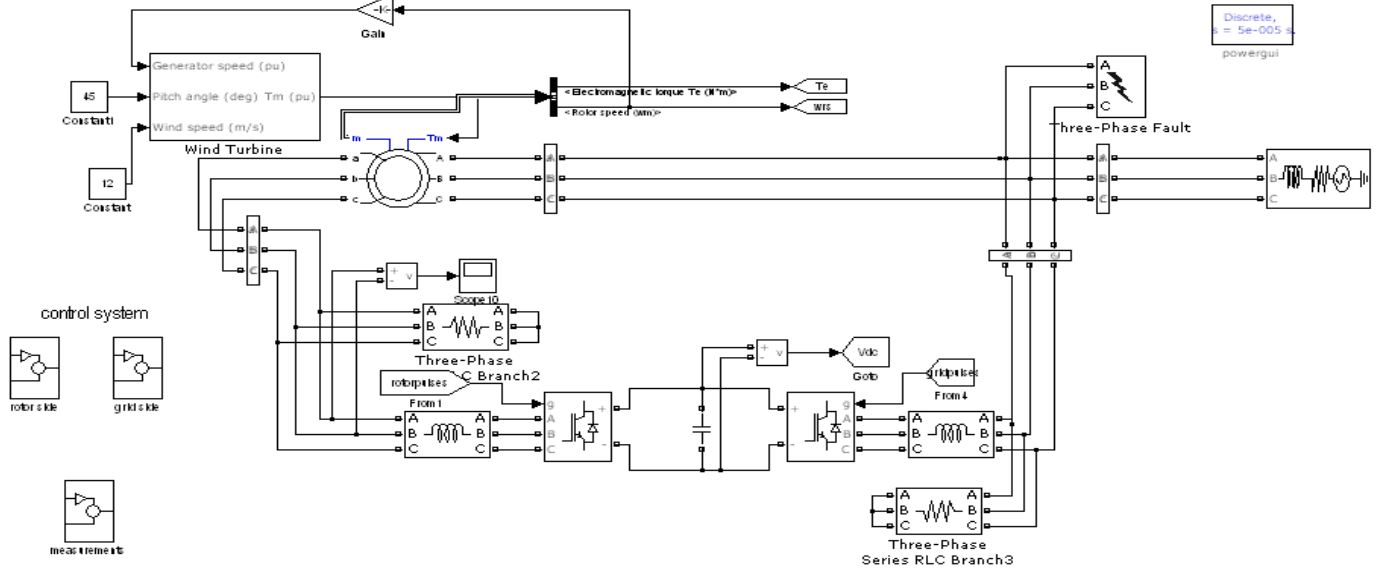 Discrete,
s = 5e-005 s.
powergui
-K-
Gain
Generator speed (pu)
Pitch angle (deg) Tm (pu)
Wind speed (m/s)
Wind Turbine
45
Constant1
12
Constant
<Electromagnetic torque Te (N*m)>
<Rotor speed (wm)>
Te
wrs
m
Tm
a
b
c
A
B
C
A
B
C
A
B
C
Three-Phase Fault
A
B
C
A
B
C
A
B
C
A
B
C
+
-
v
Scope10
A
B
C
A
B
C
Three-Phase
C Branch2
control system
rotor side
grid side
measurements
rotorpulses
From1
A
B
C
A
B
C
g
A
B
C
+
-
+
-
v
Vdc
Goto
+
-
g
A
B
C
gridpulses
From4
A
B
C
A
B
C
A
B
C
A
B
C
Three-Phase
Series RLC Branch3